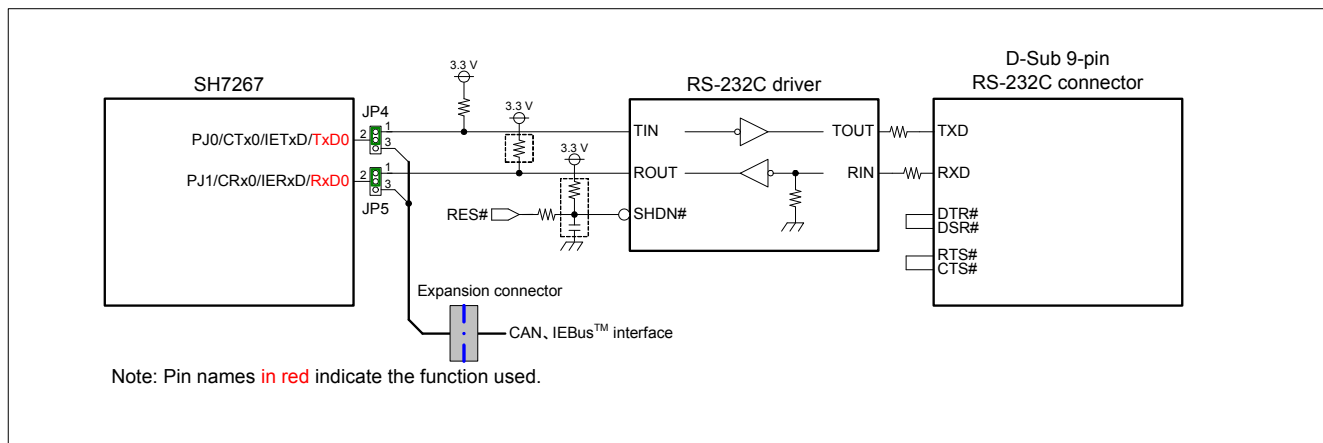 SH7267
PJ0/CTx0/IETxD/TxD0
PJ1/CRx0/IERxD/RxD0
JP4
1
2
3
1
2
3
JP5
3.3 V
3.3 V
3.3 V
RES#
RS-232C driver
TIN
TOUT
ROUT
RIN
SHDN#
D-Sub 9-pin
RS-232C connector
TXD
RXD
DTR#
DSR#
RTS#
CTS#
Expansion connector
CAN、IEBus™ interface
Note: Pin names in red indicate the function used.